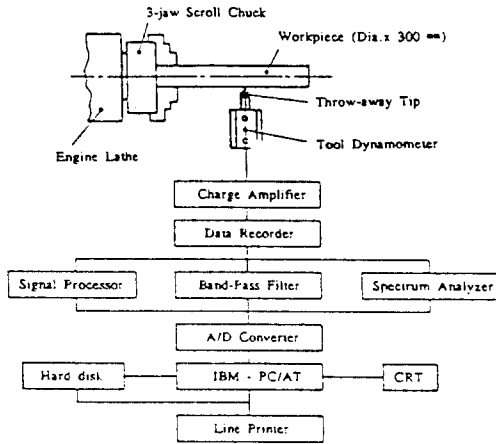 3-jaw Scroll Chuck
Workpiece (Dia.x 300 mm)
Throw-away Tip
Tool Dynamometer
Engine Lathe
Charge Amplifier
Data Recorder
Signal Processor
Band-Pass Filter
Spectrum Analyzer
A/D Converter
Hard disk
IBM - PC/AT
CRT
Line Printer